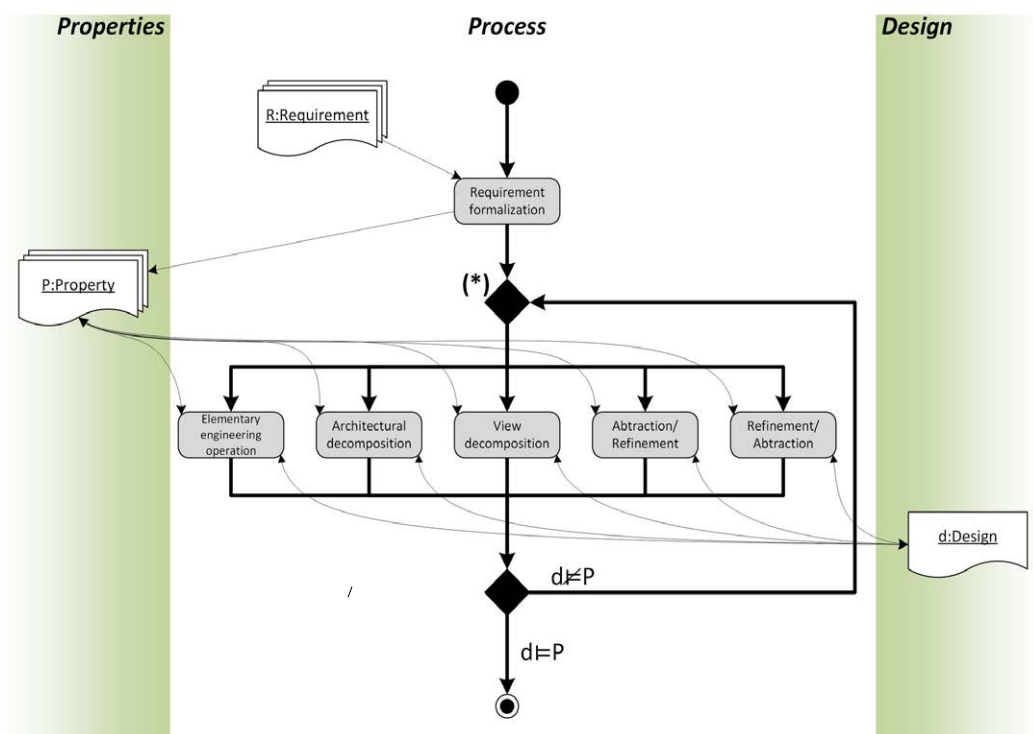 Properties
Process
Design
R:Requirement
Requirement
formalization
P:Property
(*)
Elementary
engineering
operation
Architectural
decomposition
View
decomposition
Abtraction/
Refinement
Refinement/
Abtraction
d:Design
/
d⊭P
d⊨P